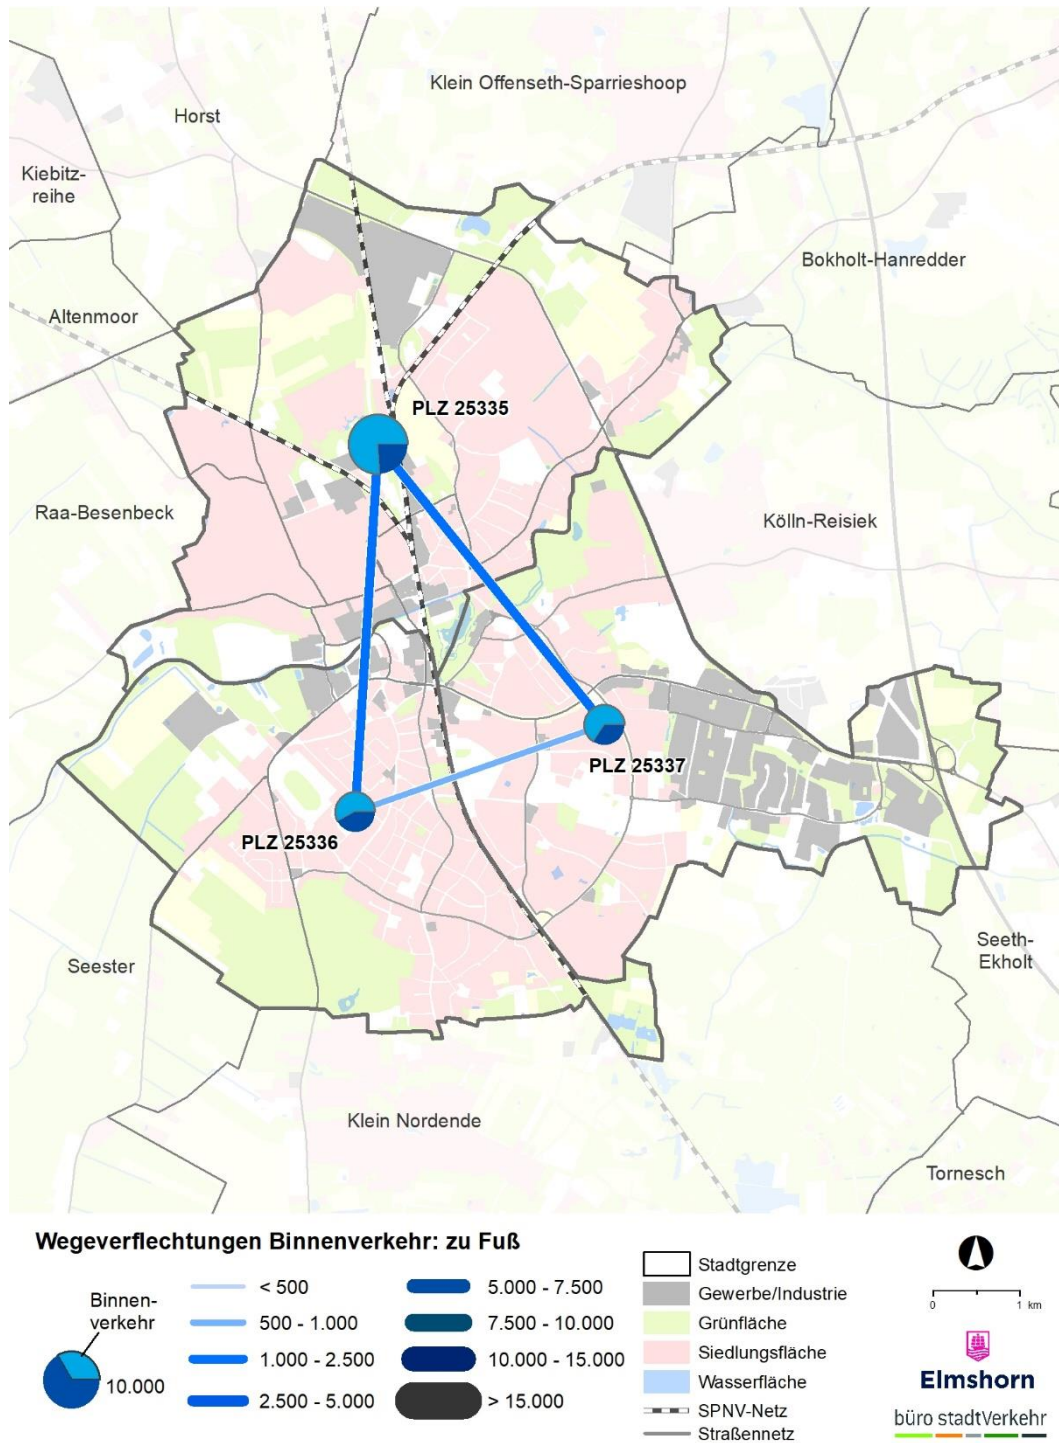 Klein Offenseth-Sparrieshoop
Horst
Kiebitz-
reihe
Bokholt-Hanredder
Altenmoor
PLZ 25335
Raa-Besenbeck
Kölln-Reisiek
PLZ 25337
PLZ 25336
Seester
Seeth-
Ekholt
Klein Nordende
Tornesch
Wegeverflechtungen Binnenverkehr: zu Fuß
Binnen-
verkehr
10.000
< 500
500 - 1.000
1.000 - 2.500
2.500 - 5.000
5.000 - 7.500
7.500 - 10.000
10.000 - 15.000
> 15.000
Stadtgrenze
Gewerbe/Industrie
Grünfläche
Siedlungsfläche
Wasserfläche
SPNV-Netz
Straßennetz
0 1 km
Elmshorn
büro stadtVerkehr